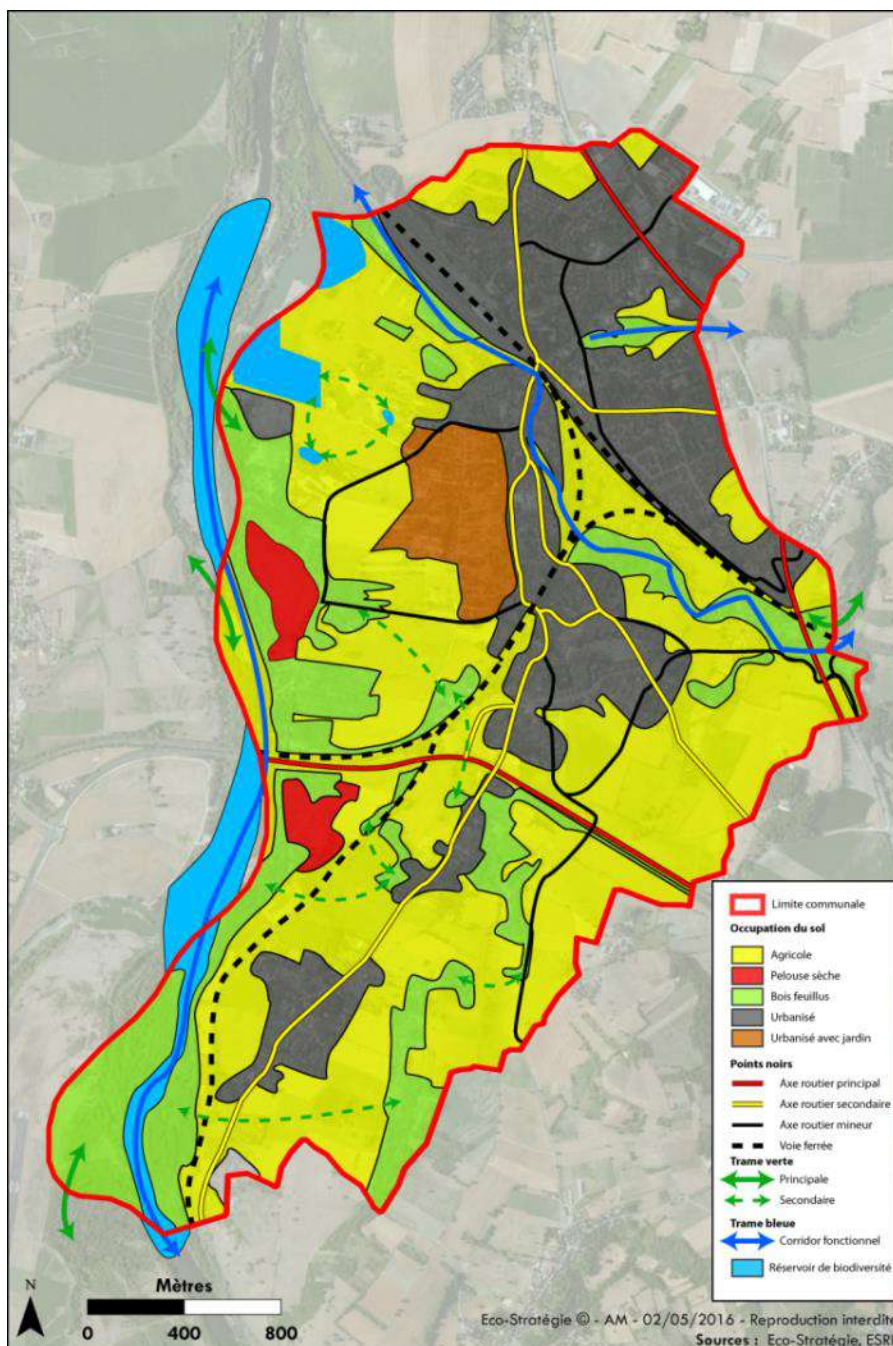 Limite communale
Occupation du sol
Agricole
Pelouse sèche
Bois feuillus
Urbanisé
Urbanisé avec jardin
Points noirs
Axe routier principal
Axe routier secondaire
Axe routier mineur
Voie ferrée
Trame verte
Principale
Secondaire
Trame bleue
Corridor fonctionnel
Réservoir de biodiversité
N
Mètres
0 400 800
Eco-Stratégie © - AM - 02/05/2016 - Reproduction interdite
Sources : Eco-Stratégie, ESRI